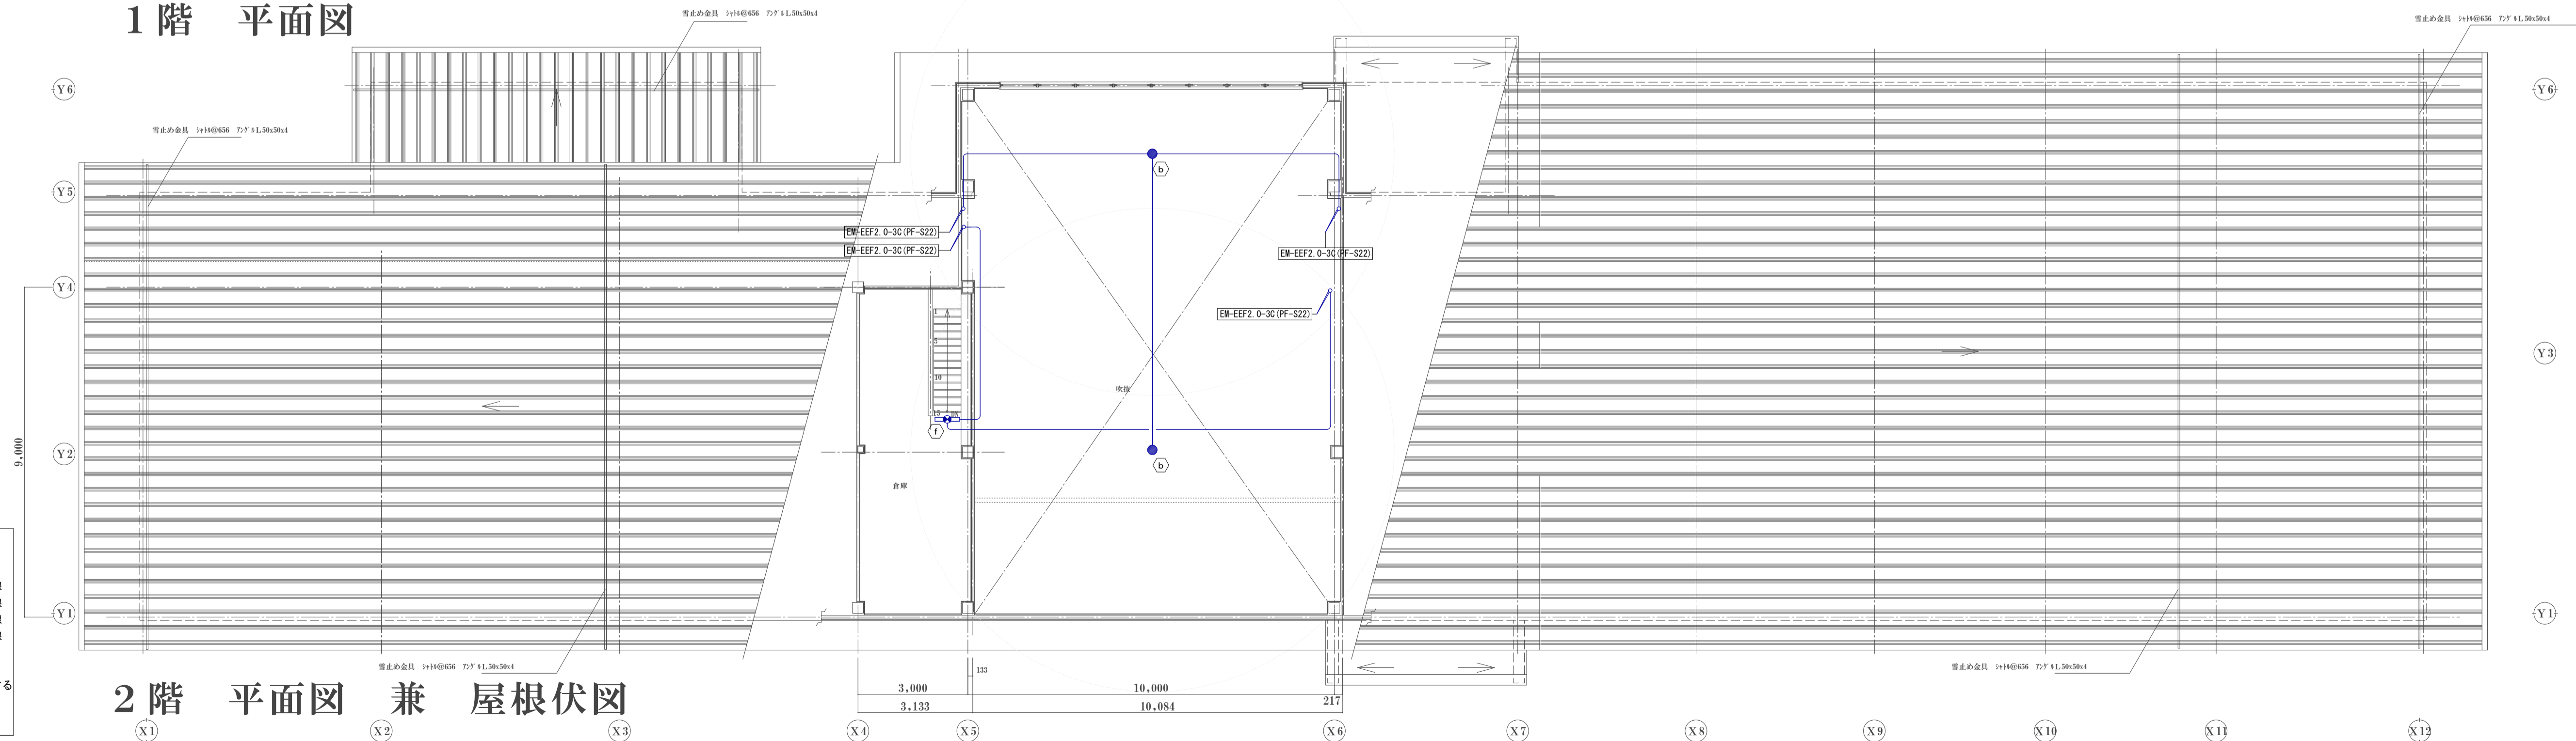 1階　平面図
雪止め金具　ｼｬﾄﾙ@656　ｱﾝｸﾞﾙL50x50x4
雪止め金具　ｼｬﾄﾙ@656　ｱﾝｸﾞﾙL50x50x4
雪止め金具　ｼｬﾄﾙ@656　ｱﾝｸﾞﾙL50x50x4
Y6
Y6
b
Y5
EM-EEF2.0-3C(PF-S22)
EM-EEF2.0-3C(PF-S22)
EM-EEF2.0-3C(PF-S22)
Y4
EM-EEF2.0-3C(PF-S22)
1
5
10
15
Y3
吹抜
f
9,000
Y2
b
倉庫
Y1
Y1
雪止め金具　ｼｬﾄﾙ@656　ｱﾝｸﾞﾙL50x50x4
雪止め金具　ｼｬﾄﾙ@656　ｱﾝｸﾞﾙL50x50x4
133
2階　平面図　兼　屋根伏図
3,000
10,000
217
3,133
10,084
X1
X2
X3
X4
X5
X6
X7
X8
X9
X10
X11
X12